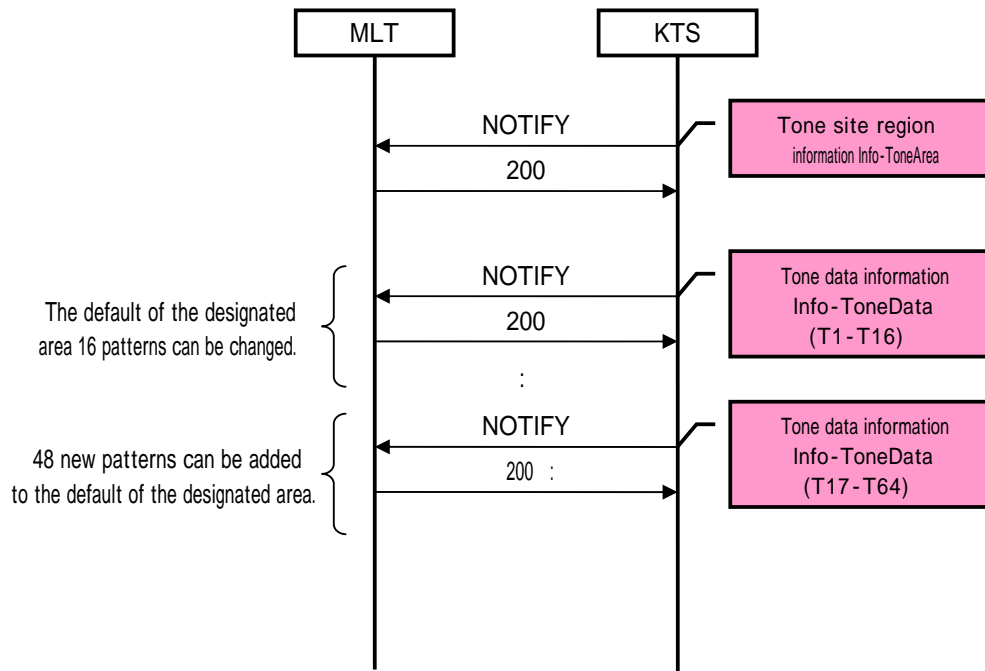 MLT
KTS
NOTIFY
Tone site region
information Info-ToneArea
200
NOTIFY
Tone data information
Info-ToneData
(T1-T16)
The default of the designated
area 16 patterns can be changed.
200
:
NOTIFY
Tone data information
Info-ToneData
(T17-T64)
48 new patterns can be added
to the default of the designated area.
200 :